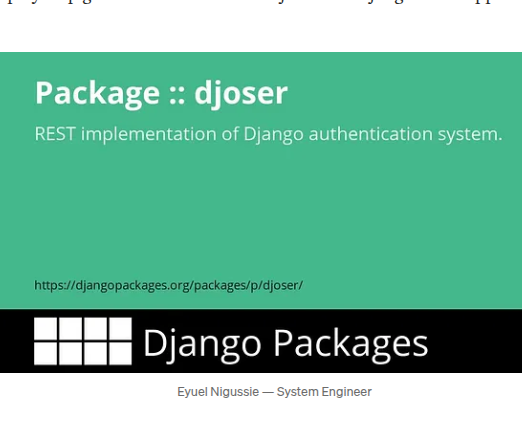 Package :: djoser
REST implementation of Django authentication system.
https://djangopackages.org/packages/p/djoser/
Django Packages
Eyuel Nigussie — System Engineer